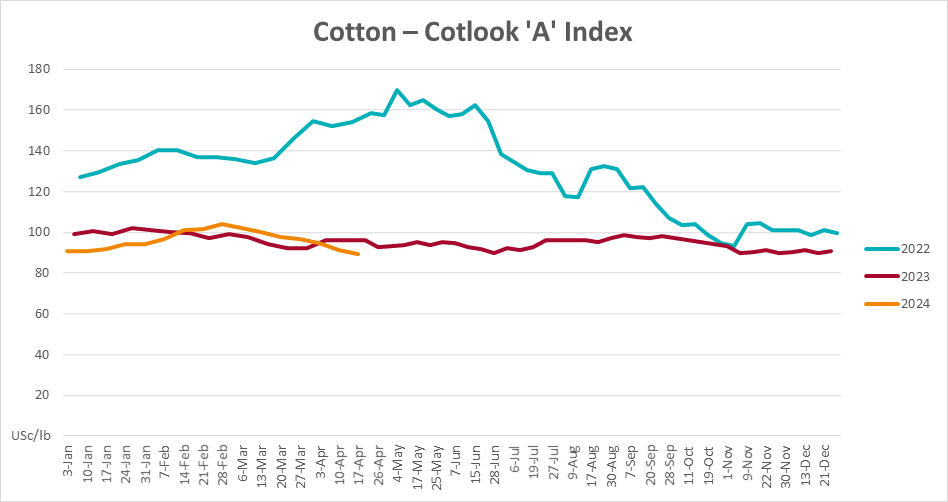 Cotton – Cotlook 'A' Index
180
160
140
120
100
80
60
40
20
USc/lb
3-Jan
10-Jan
17-Jan
24-Jan
31-Jan
7-Feb
14-Feb
21-Feb
28-Feb
6-Mar
13-Mar
20-Mar
27-Mar
3-Apr
10-Apr
17-Apr
26-Apr
4-May
17-May
25-May
7-Jun
15-Jun
28-Jun
6-Jul
19-Jul
27-Jul
9-Aug
17-Aug
30-Aug
7-Sep
20-Sep
28-Sep
11-Oct
19-Oct
1-Nov
9-Nov
22-Nov
30-Nov
13-Dec
21-Dec
2022
2023
2024